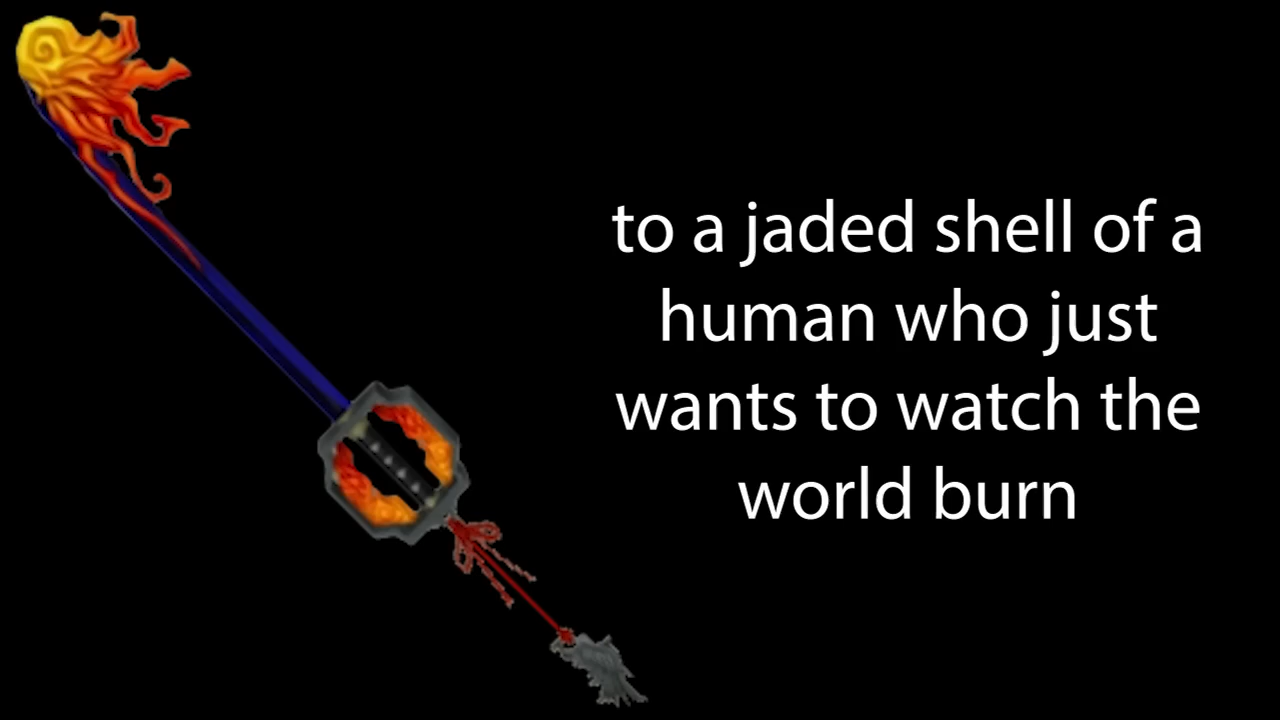 to a jaded shell of a
human who just
wants to watch the
world burn